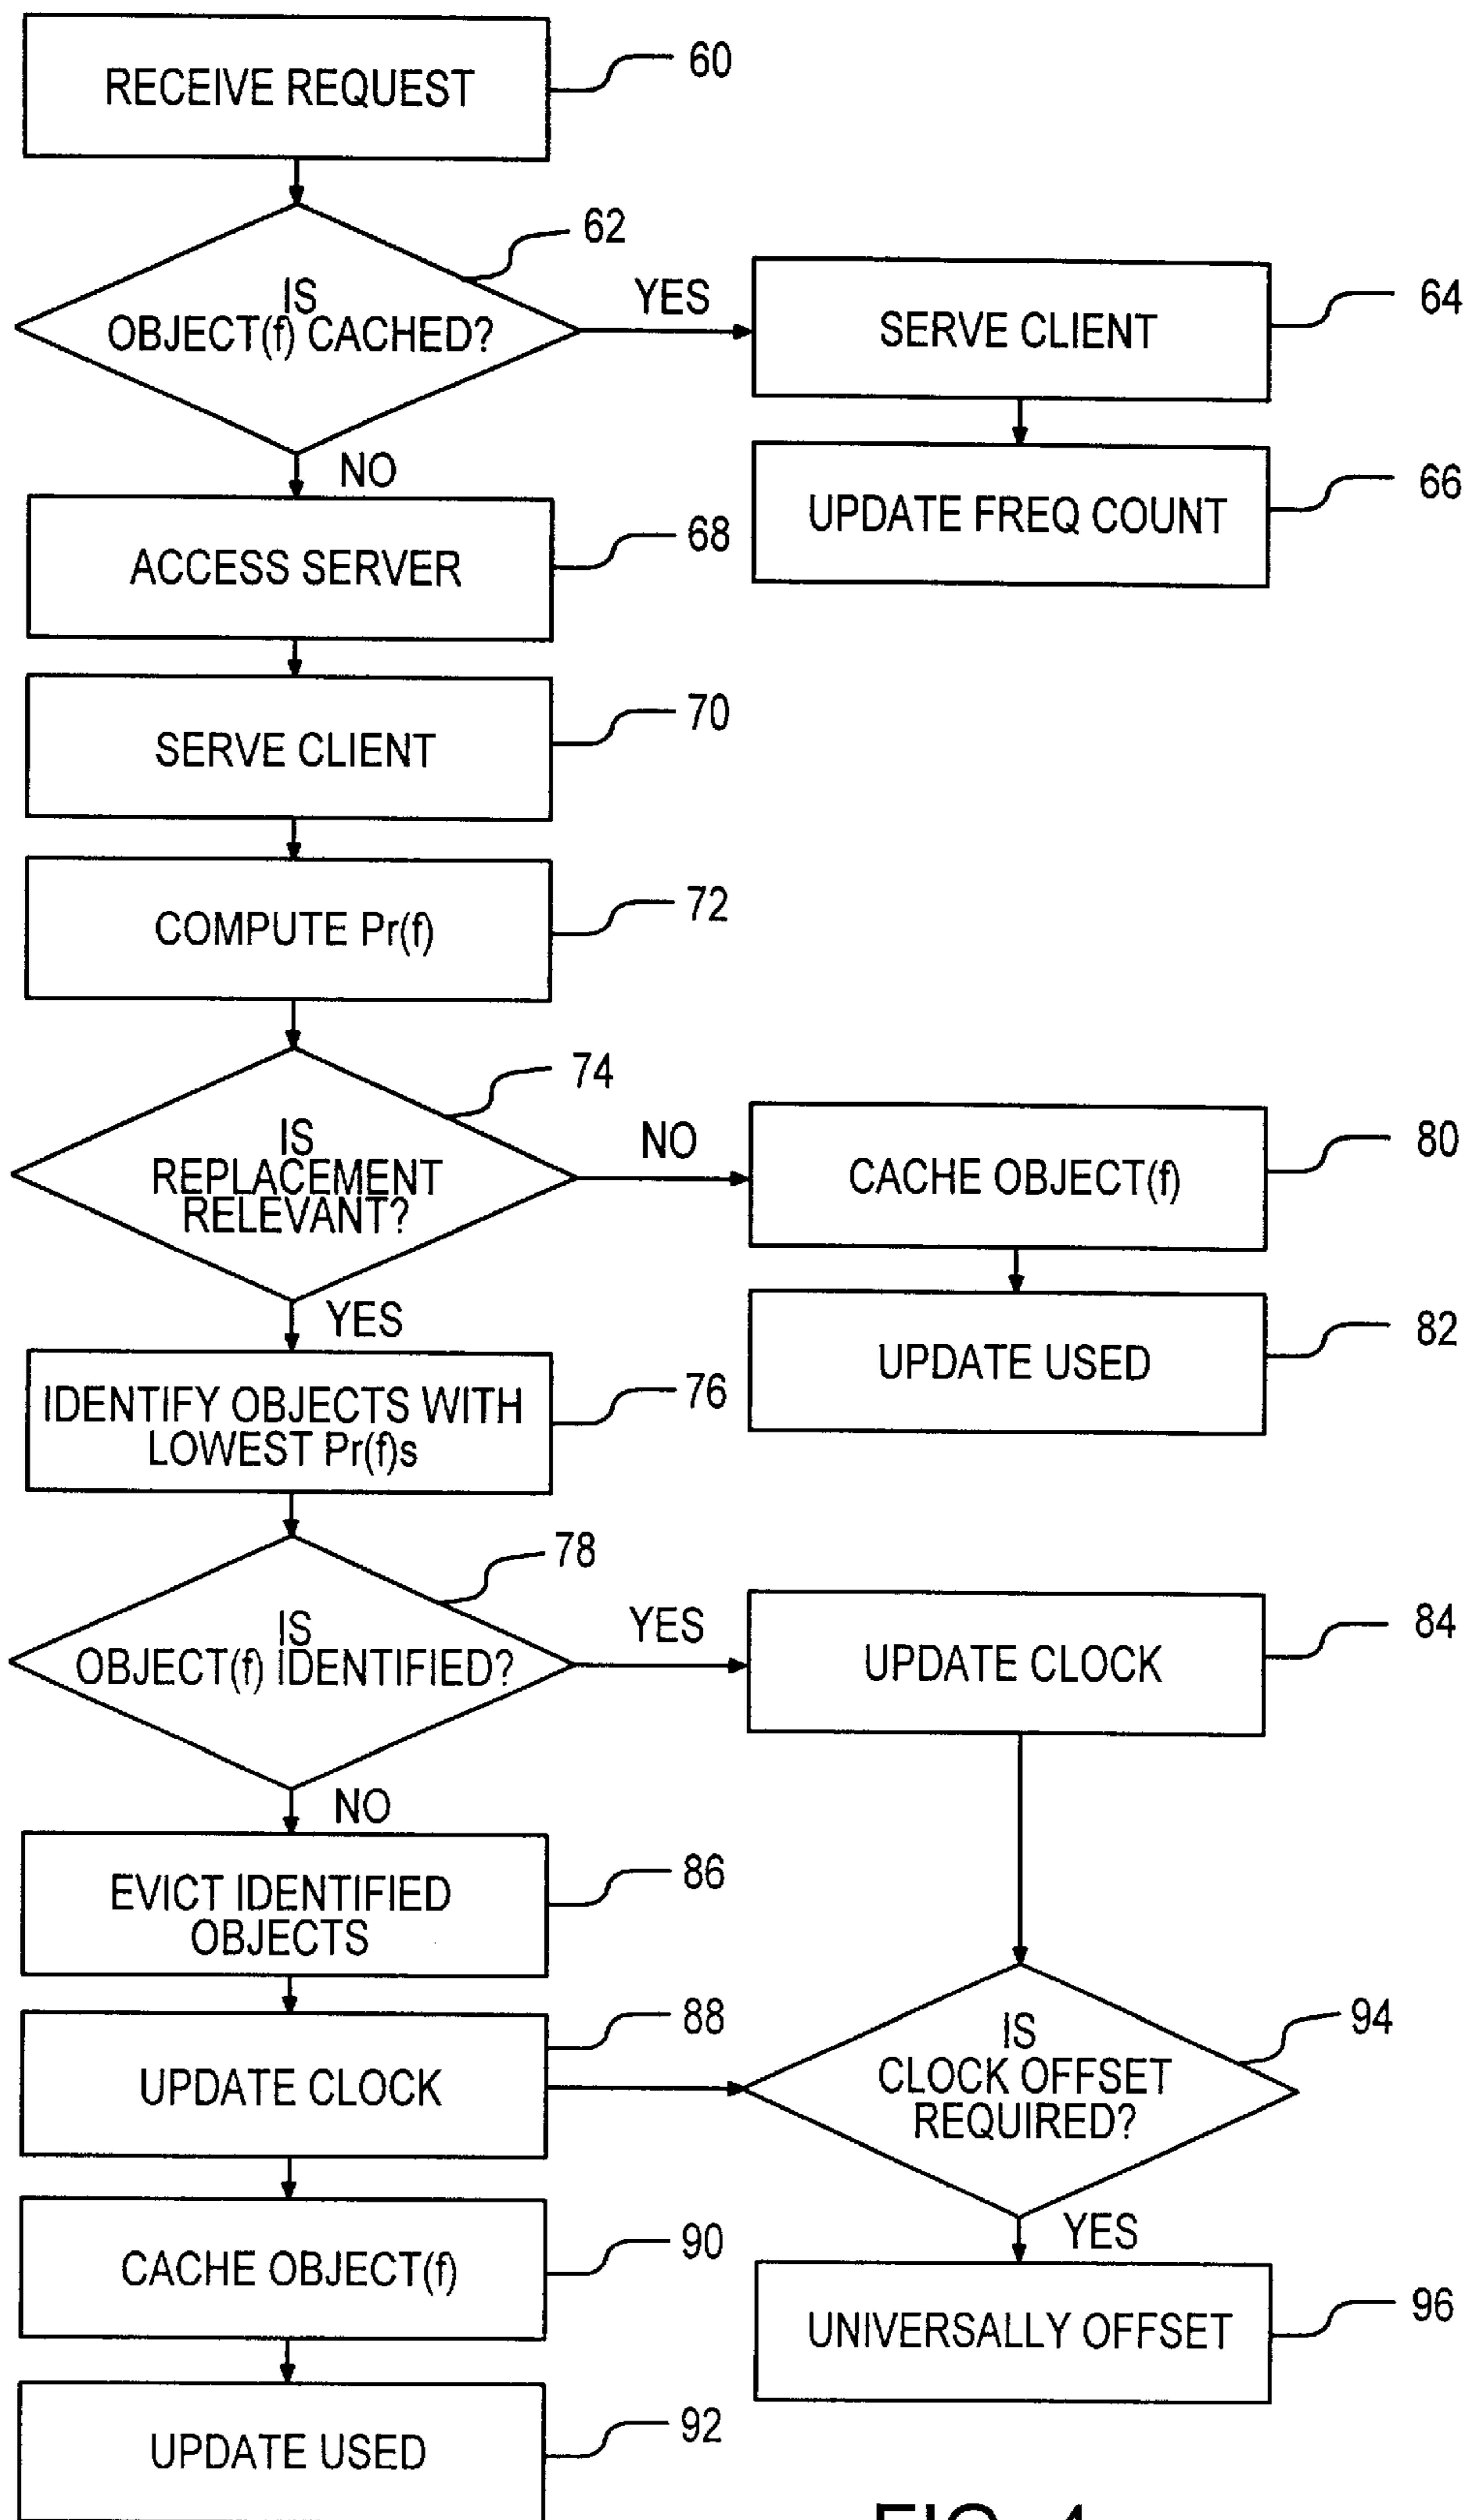 RECEIVE REQUEST
60
IS
OBJECT(f) CACHED?
62
YES
SERVE CLIENT
64
NO
UPDATE FREQ COUNT
66
ACCESS SERVER
68
SERVE CLIENT
70
COMPUTE Pr(f)
72
IS
REPLACEMENT
RELEVANT?
74
NO
CACHE OBJECT(f)
80
YES
UPDATE USED
82
IDENTIFY OBJECTS WITH
LOWEST Pr(f)s
76
IS
OBJECT(f) IDENTIFIED?
78
YES
UPDATE CLOCK
84
NO
EVICT IDENTIFIED
OBJECTS
86
UPDATE CLOCK
88
IS
CLOCK OFFSET
REQUIRED?
94
YES
CACHE OBJECT(f)
90
UNIVERSALLY OFFSET
96
UPDATE USED
92